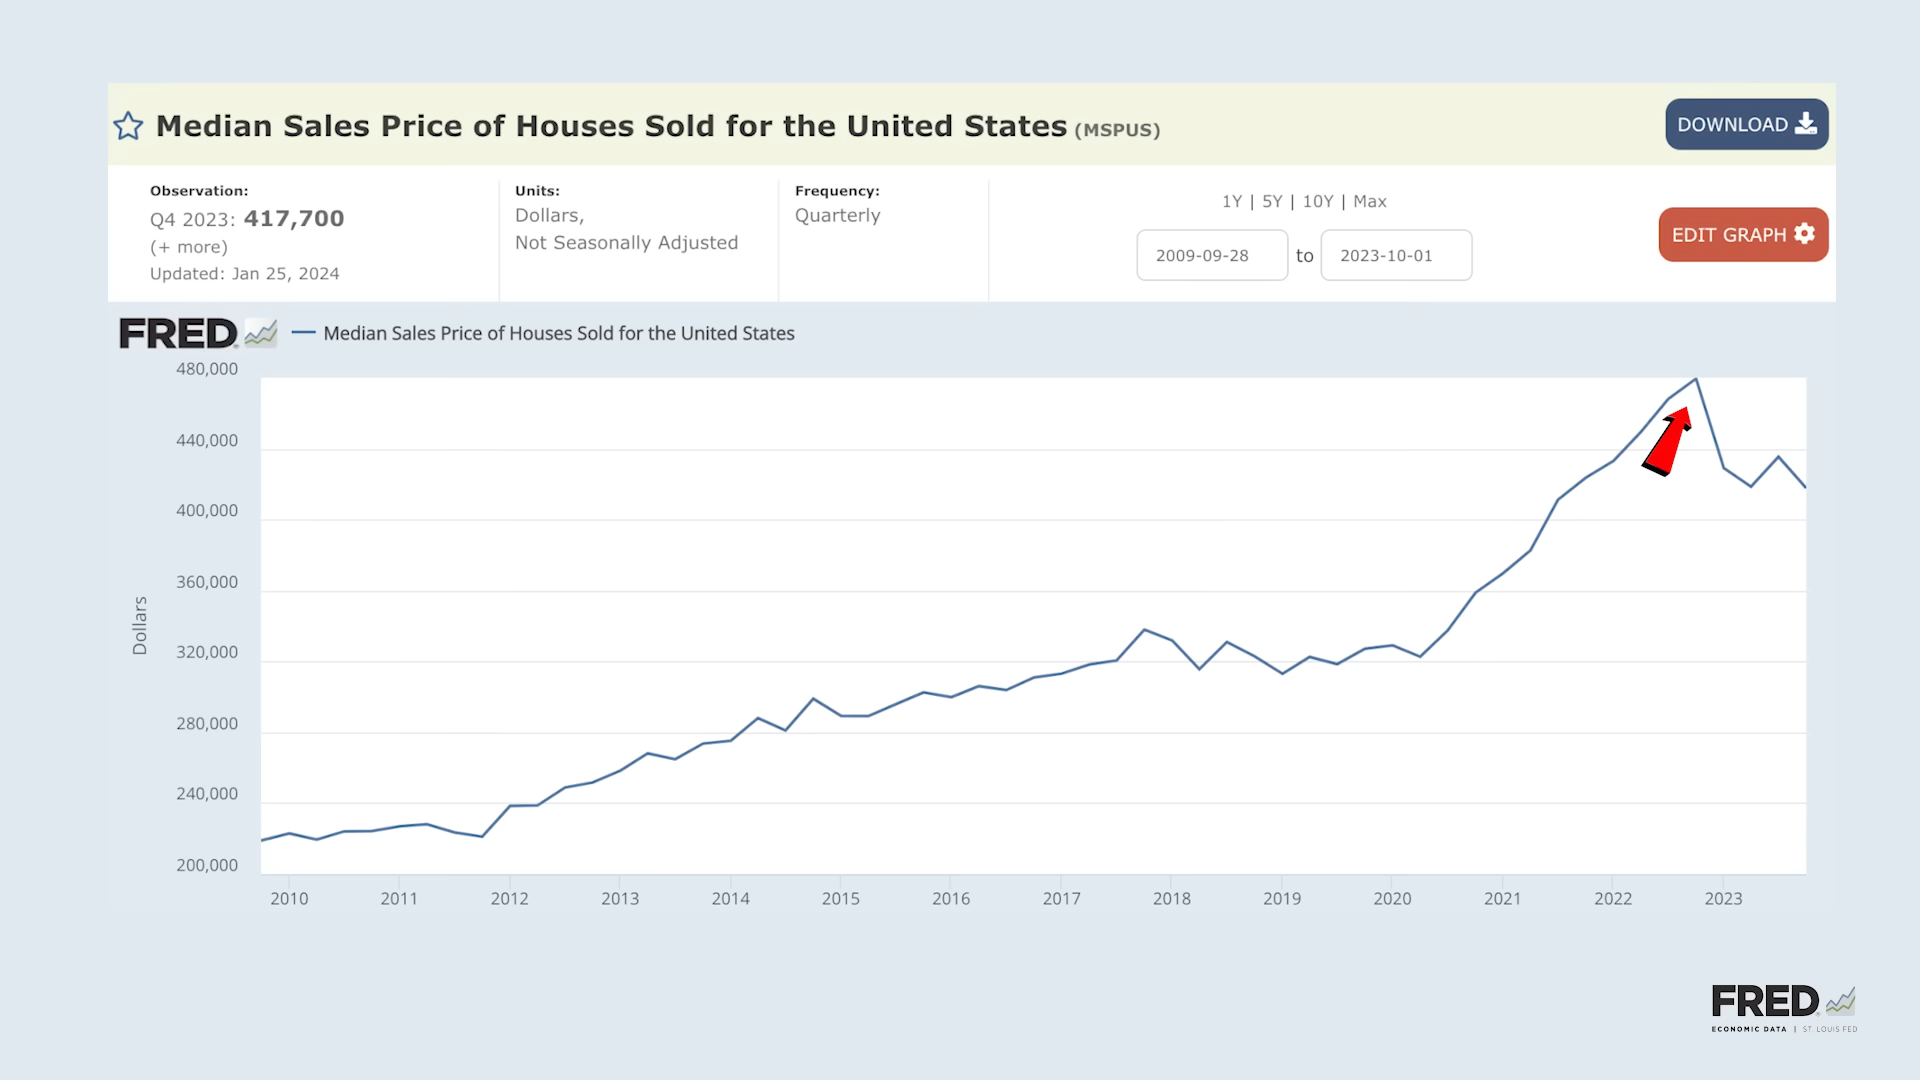 Median Sales Price of Houses Sold for the United States (MSPUS)
DOWNLOAD
Observation:
Q4 2023: 417,700
(+ more)
Updated: Jan 25, 2024
Units:
Dollars,
Not Seasonally Adjusted
Frequency:
Quarterly
1Y | 5Y | 10Y | Max
2009-09-28 to 2023-10-01
EDIT GRAPH
FRED
Median Sales Price of Houses Sold for the United States
480,000
440,000
400,000
360,000
320,000
280,000
240,000
200,000
Dollars
2010 2011 2012 2013 2014 2015 2016 2017 2018 2019 2020 2021 2022 2023
FRED
ECONOMIC DATA | ST. LOUIS FED